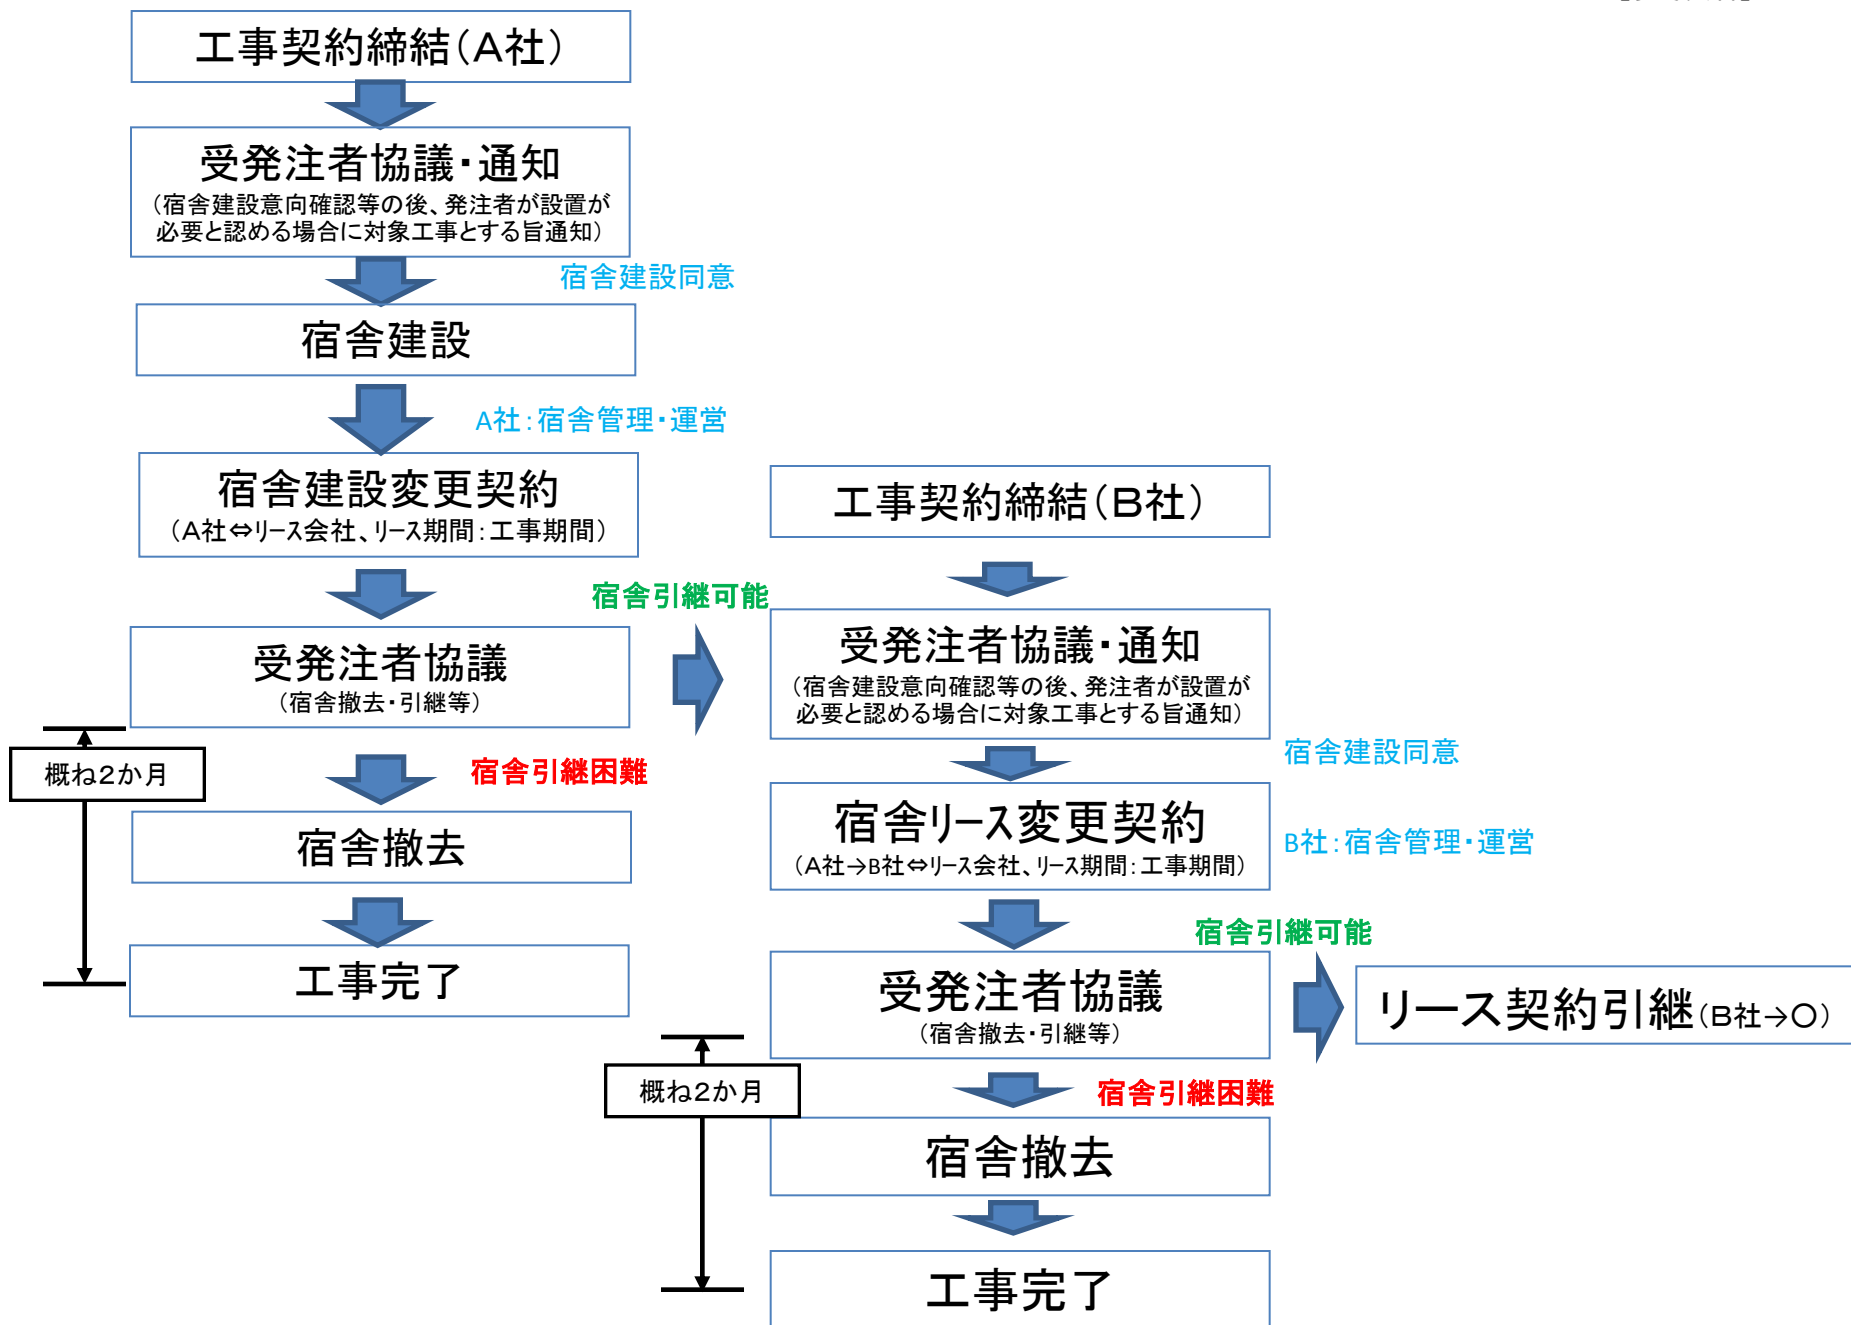 工事契約締結（A社）
受発注者協議・通知
（宿舎建設意向確認等の後、発注者が設置が
必要と認める場合に対象工事とする旨通知）
宿舎建設同意
宿舎建設
A社：宿舎管理・運営
宿舎建設変更契約
（A社⇔リース会社、リース期間：工事期間）
受発注者協議
（宿舎撤去・引継等）
宿舎引継可能
概ね２か月
宿舎引継困難
宿舎撤去
工事完了
工事契約締結（B社）
受発注者協議・通知
（宿舎建設意向確認等の後、発注者が設置が
必要と認める場合に対象工事とする旨通知）
宿舎建設同意
宿舎リース変更契約
（A社→B社⇔リース会社、リース期間：工事期間）
B社：宿舎管理・運営
宿舎引継可能
受発注者協議
（宿舎撤去・引継等）
リース契約引継（B社→〇）
概ね２か月
宿舎引継困難
宿舎撤去
工事完了